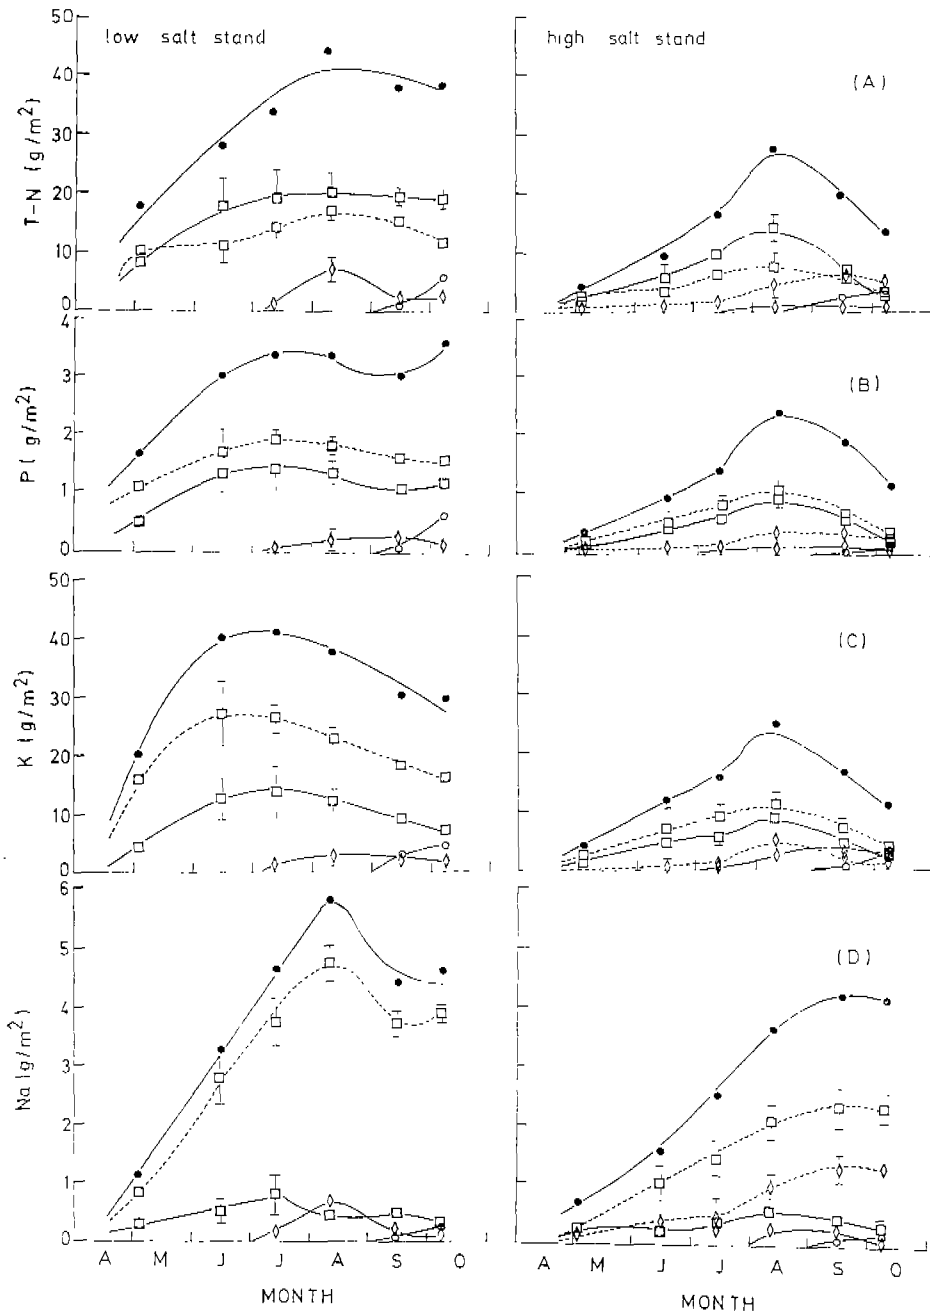 low salt stand
high salt stand
50
40
30
20
10
0
T-N (g/m²)
(A)
4
3
2
1
0
P (g/m²)
(B)
50
40
30
20
10
0
K (g/m²)
(C)
6
5
4
3
2
1
0
Na (g/m²)
(D)
A M J J A S O
A M J J A S O
MONTH
MONTH